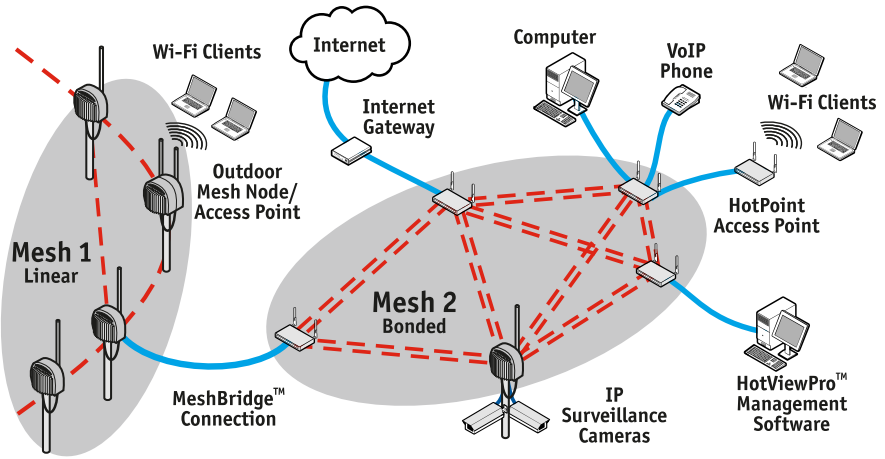 Wi-Fi Clients
Internet
Computer
VoIP
Phone
Wi-Fi Clients
Internet
Gateway
Outdoor
Mesh Node/
Access Point
HotPoint
Access Point
Mesh 1
Linear
Mesh 2
Bonded
MeshBridge™
Connection
IP
Surveillance
Cameras
HotViewPro™
Management
Software